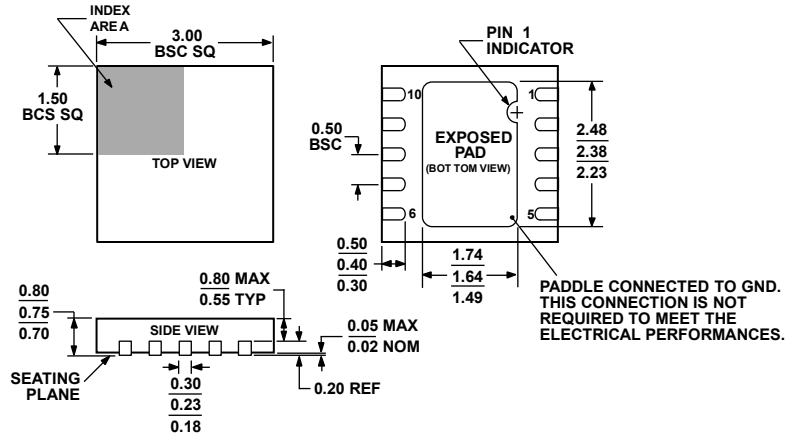 INDEX
AREA
3.00
BSC SQ
1.50
BCS SQ
TOP VIEW
PIN 1
INDICATOR
10
1
0.50
BSC
EXPOSED
PAD
(BOT TOM VIEW)
2.48
2.38
2.23
6
5
0.50
0.40
0.30
1.74
1.64
1.49
PADDLE CONNECTED TO GND.
THIS CONNECTION IS NOT
REQUIRED TO MEET THE
ELECTRICAL PERFORMANCES.
0.80
0.75
0.70
0.80 MAX
0.55 TYP
SIDE VIEW
0.05 MAX
0.02 NOM
SEATING
PLANE
0.30
0.23
0.18
0.20 REF